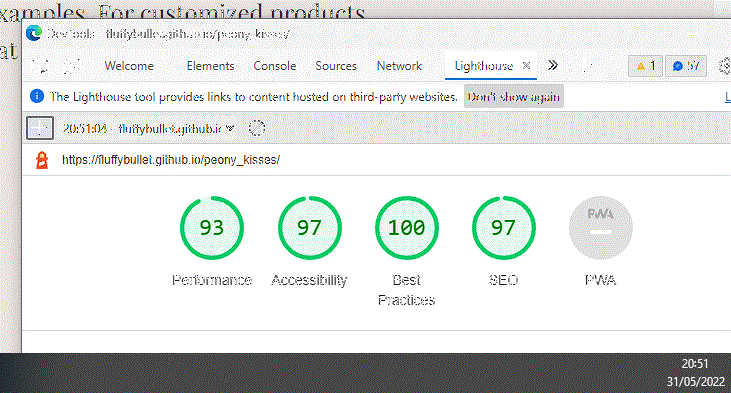 examples. For customized products
at
DevTools - fluffybullet.github.io/peony_kisses/
Welcome Elements Console Sources Network Lighthouse 1 57
The Lighthouse tool provides links to content hosted on third-party websites. Don't show again
20:51:04 - fluffybullet.github.io
https://fluffybullet.github.io/peony_kisses/
93 97 100 97 PWA
Performance Accessibility Best Practices SEO PWA
20:51
31/05/2022